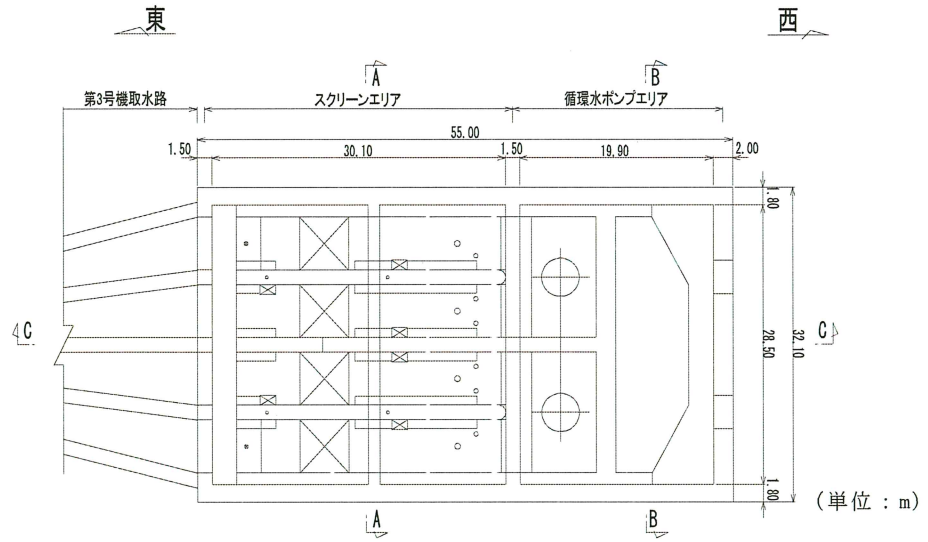 東
西
A
B
第3号機取水路
スクリーンエリア
循環水ポンプエリア
55.00
1.50
30.10
1.50
19.90
2.00
1.80
C
C
28.50
32.10
1.80
A
B
(単位：m)